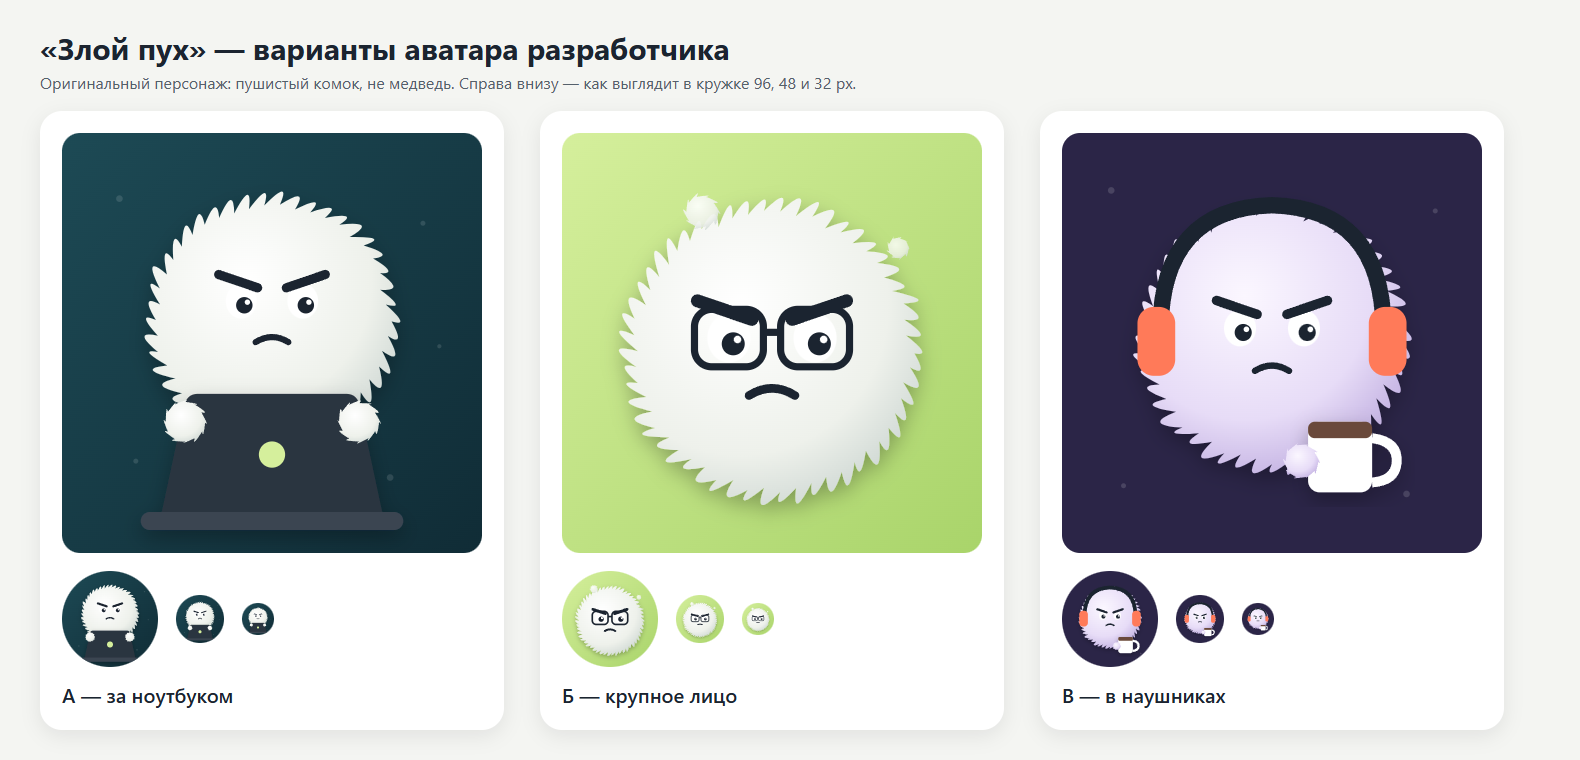 «Злой пух» — варианты аватара разработчика
Оригинальный персонаж: пушистый комок, не медведь. Справа внизу — как выглядит в кружке 96, 48 и 32 px.
А — за ноутбуком
Б — крупное лицо
В — в наушниках